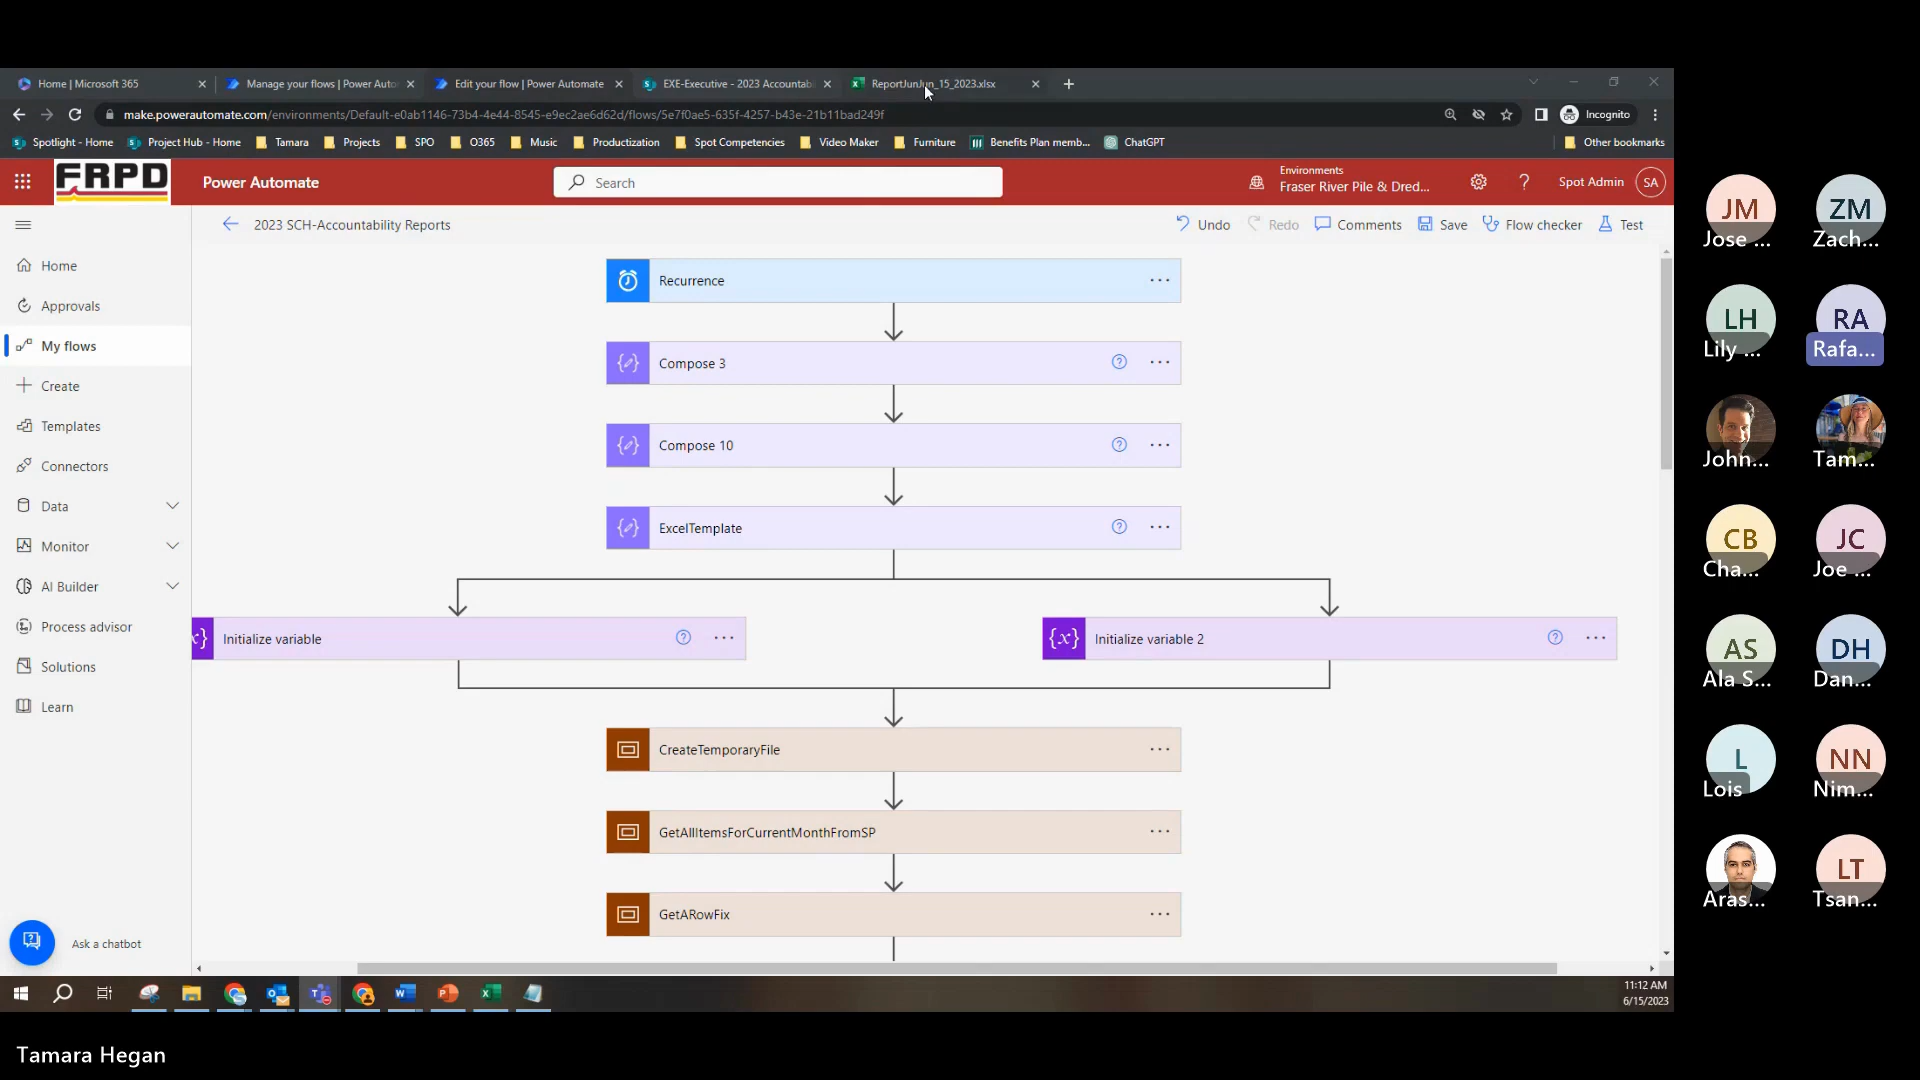 Home | Microsoft 365
Manage your flows | Power Auto
Edit your flow | Power Automate
EXE-Executive - 2023 Accountabi
ReportJunJun_15_2023.xlsx
make.powerautomate.com/environments/Default-e0ab1146-73b4-4e44-8545-e9ec2ae6d62d/flows/5e7f0ae5-635f-4257-b43e-21b11bad249f
Incognito
Spotlight - Home
Project Hub - Home
Tamara
Projects
SPO
O365
Music
Productization
Spot Competencies
Video Maker
Furniture
Benefits Plan memb...
ChatGPT
Other bookmarks
FRPD
Power Automate
Search
Environments
Fraser River Pile & Dred...
Spot Admin
SA
2023 SCH-Accountability Reports
Undo
Redo
Comments
Save
Flow checker
Test
Home
Approvals
My flows
Create
Templates
Connectors
Data
Monitor
AI Builder
Process advisor
Solutions
Learn
Ask a chatbot
Recurrence
Compose 3
Compose 10
ExcelTemplate
Initialize variable
{x} Initialize variable 2
CreateTemporaryFile
GetAllItemsForCurrentMonthFromSP
GetARowFix
11:12 AM
6/15/2023
JM
Jose ...
ZM
Zach...
LH
Lily ...
RA
Rafa...
John...
Tam...
CB
Cha...
JC
Joe ...
AS
Ala S...
DH
Dan...
L
Lois
NN
Nim...
Aras...
LT
Tsan...
Tamara Hegan